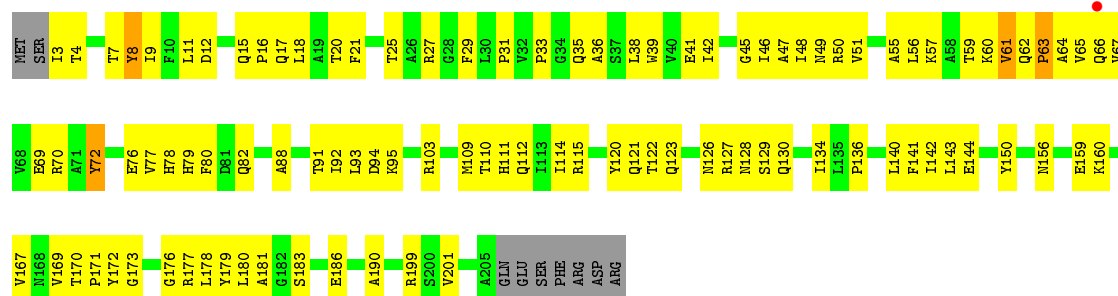 MET SER I3 T4 T7 Y8 I9 F10 L11 D12 Q15 P16 Q17 L18 A19 T20 F21 T25 A26 R27 G28 F29 L30 P31 V32 P33 G34 Q35 A36 S37 L38 W39 V40 E41 I42 G45 I46 A47 I48 N49 R50 V51 A55 L56 K57 A58 T59 K60 V61 Q62 P63 A64 V65 Q66 V67
V68 E69 R70 A71 Y72 E76 V77 H78 H79 F80 D81 Q82 A88 T91 I92 L93 D94 K95 R103 M109 T110 H111 Q112 I113 I114 R115 Y120 Q121 T122 Q123 N126 R127 N128 S129 Q130 I134 L135 P136 L140 F141 I142 L143 E144 Y150 N156 E159 K160
V167 N168 V169 T170 P171 Y172 G173 G176 R177 L178 Y179 L180 A181 G182 S183 E186 A190 R199 S200 V201 A205 GLN GLU SER PHE ARG ASP ARG